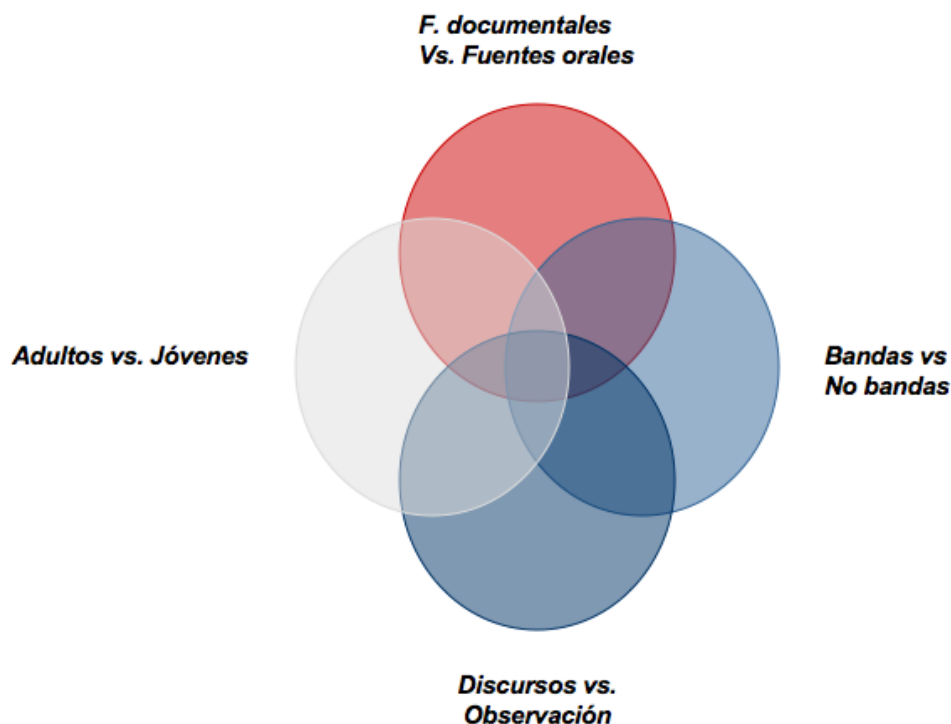 F. documentales
Vs. Fuentes orales
Adultos vs. Jóvenes
Bandas vs
No bandas
Discursos vs.
Observación